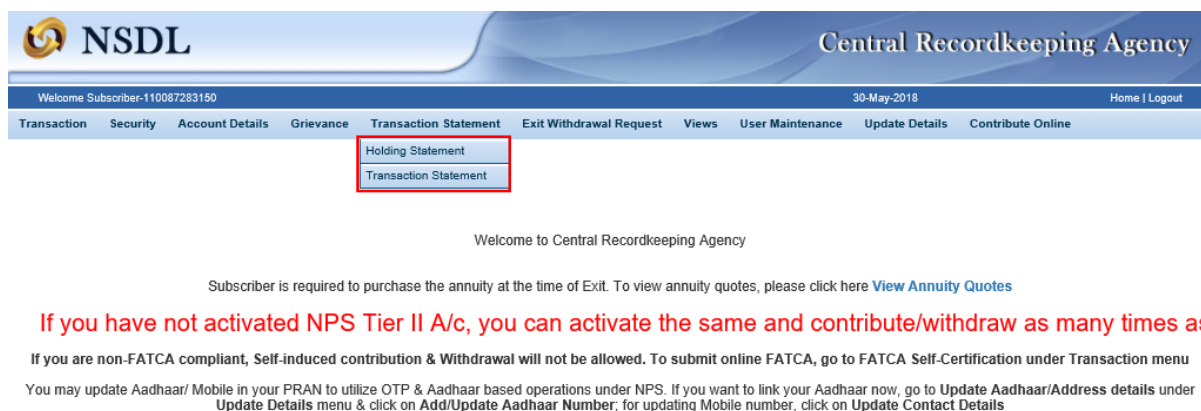 NSDL
Central Recordkeeping Agency
Welcome Subscriber-110087283150 30-May-2018 Home | Logout
Transaction Security Account Details Grievance Transaction Statement Exit Withdrawal Request Views User Maintenance Update Details Contribute Online
Holding Statement
Transaction Statement
Welcome to Central Recordkeeping Agency
Subscriber is required to purchase the annuity at the time of Exit. To view annuity quotes, please click here View Annuity Quotes
If you have not activated NPS Tier II A/c, you can activate the same and contribute/withdraw as many times as
If you are non-FATCA compliant, Self-induced contribution & Withdrawal will not be allowed. To submit online FATCA, go to FATCA Self-Certification under Transaction menu
You may update Aadhaar/ Mobile in your PRAN to utilize OTP & Aadhaar based operations under NPS. If you want to link your Aadhaar now, go to Update Aadhaar/Address details under
Update Details menu & click on Add/Update Aadhaar Number; for updating Mobile number, click on Update Contact Details